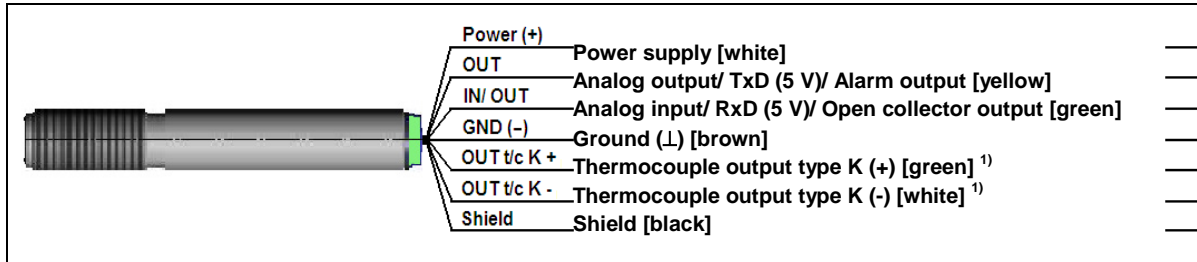 Power (+) Power supply [white]
OUT Analog output/ TxD (5 V)/ Alarm output [yellow]
IN/ OUT Analog input/ RxD (5 V)/ Open collector output [green]
GND (−) Ground (⊥) [brown]
OUT t/c K + Thermocouple output type K (+) [green] 1)
OUT t/c K - Thermocouple output type K (-) [white] 1)
Shield Shield [black]